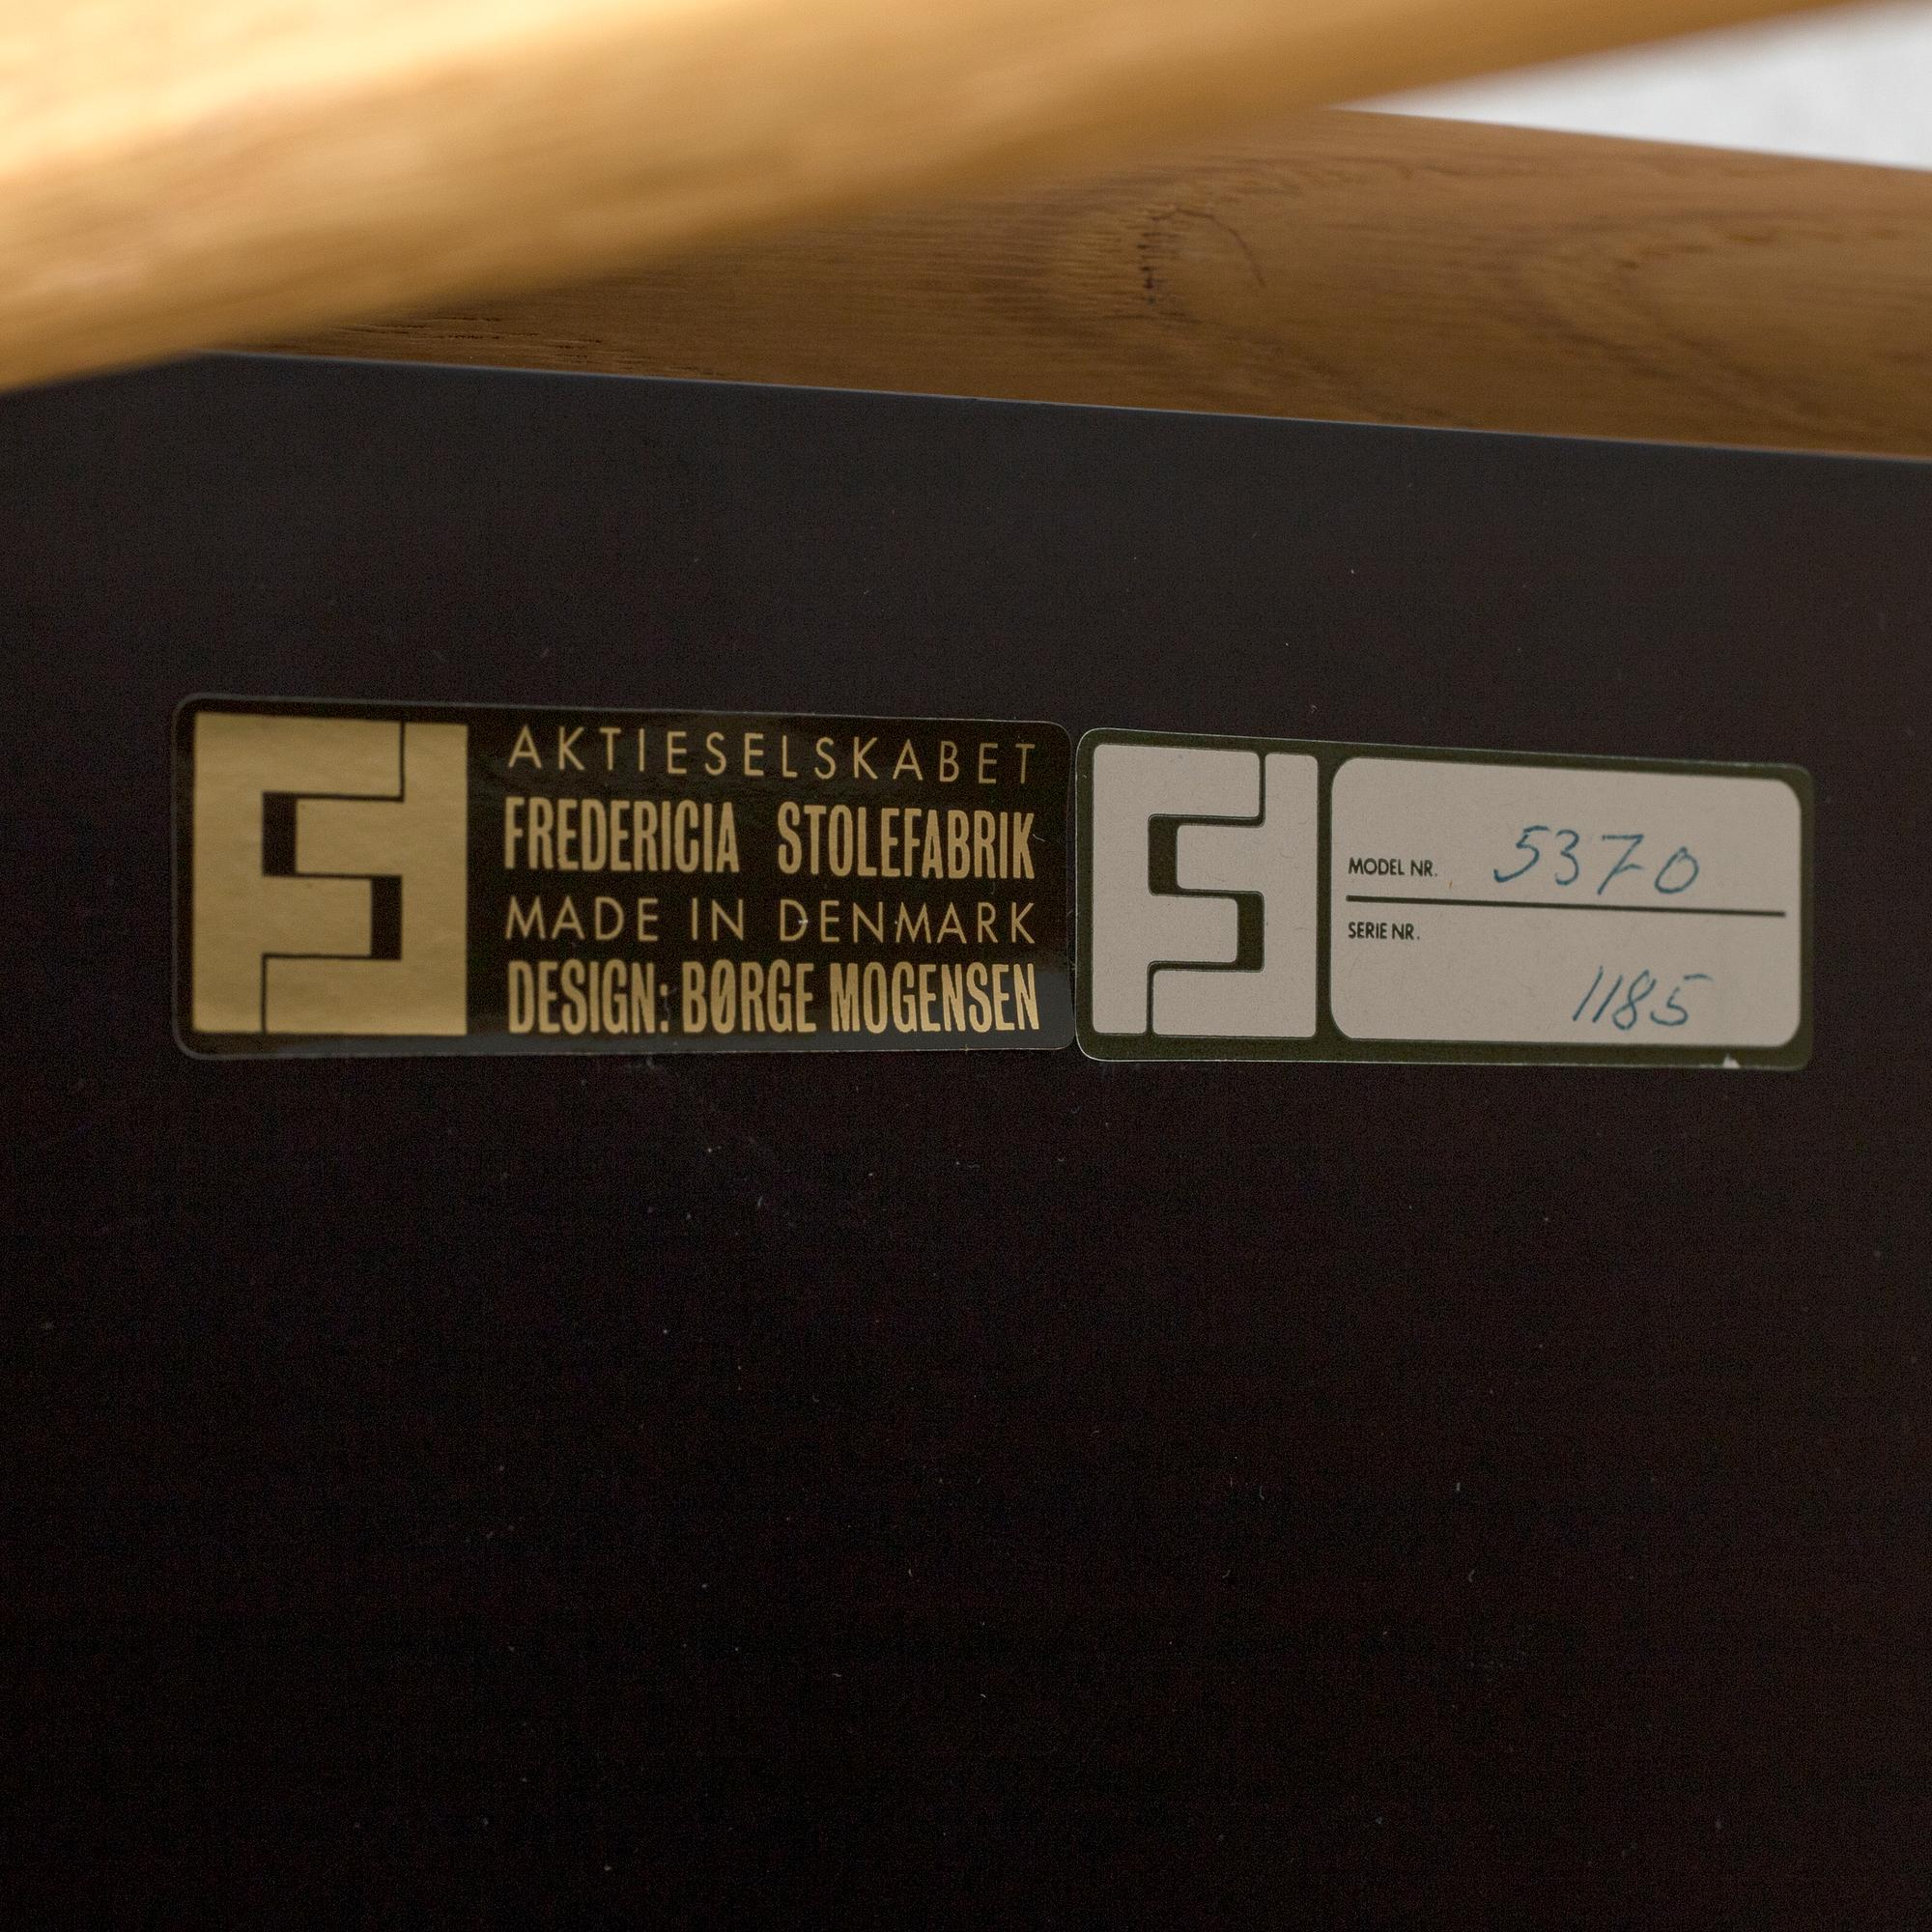 AKTIESELSKABET
FREDERICIA STOLEFABRIK
MADE IN DENMARK
DESIGN: BØRGE MOGENSEN
MODEL NR. 5370
SERIE NR.
1185